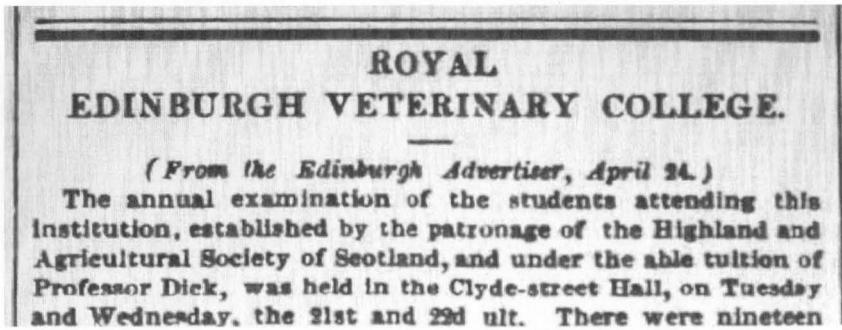 ROYAL
EDINBURGH VETERINARY COLLEGE.
(From the Edinburgh Advertiser, April 24.)
The annual examination of the students attending this
institution, established by the patronage of the Highland and
Agricultural Society of Scotland, and under the able tuition of
Professor Dick, was held in the Clyde-street Hall, on Tuesday
and Wednesday, the 21st and 22d ult. There were nineteen